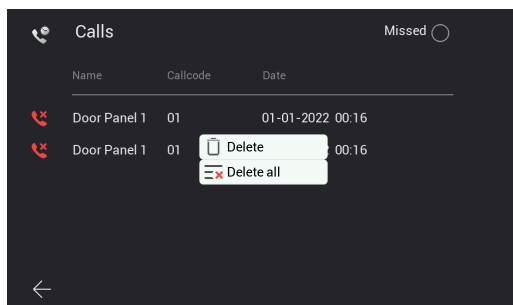 Calls
Missed
Name Callcode Date
Door Panel 1 01 01-01-2022 00:16
Door Panel 1 01 00:16
Delete
Delete all